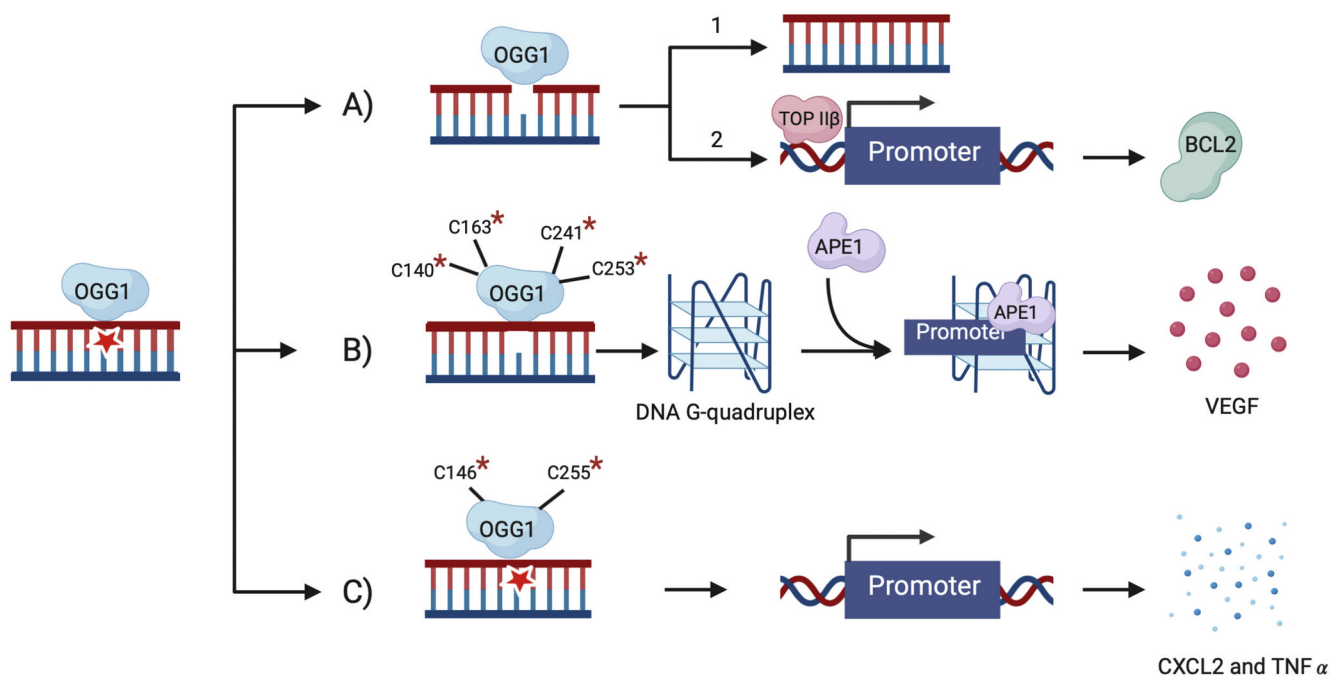 OGG1
A)
OGG1
1
2
TOP IIβ
Promoter
BCL2
B)
C140*
C163*
C241*
C253*
OGG1
DNA G-quadruplex
APE1
APE1
Promoter
VEGF
C)
C146*
C255*
OGG1
Promoter
CXCL2 and TNF α